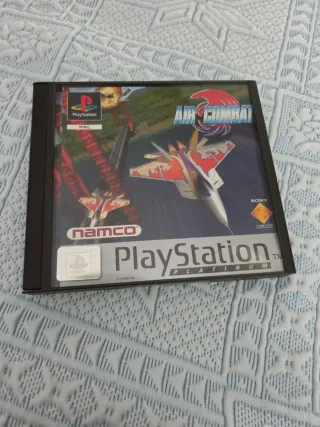 PlayStation
PAL
AIR COMBAT
namco
SONY
PlayStation
PLATINUM